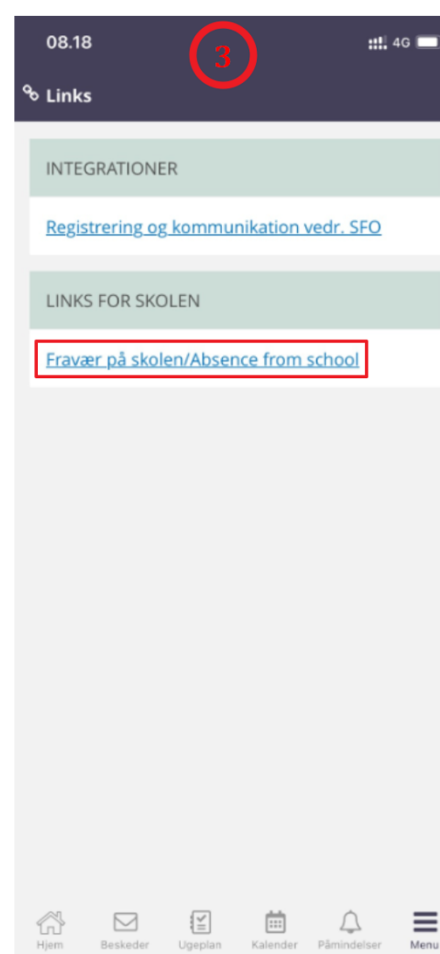 08.18
3
4G
Links
INTEGRATIONER
Registrering og kommunikation vedr. SFO
LINKS FOR SKOLEN
Fravær på skolen/Absence from school
Hjem Beskeder Ugeplan Kalender Påmindelser Menu